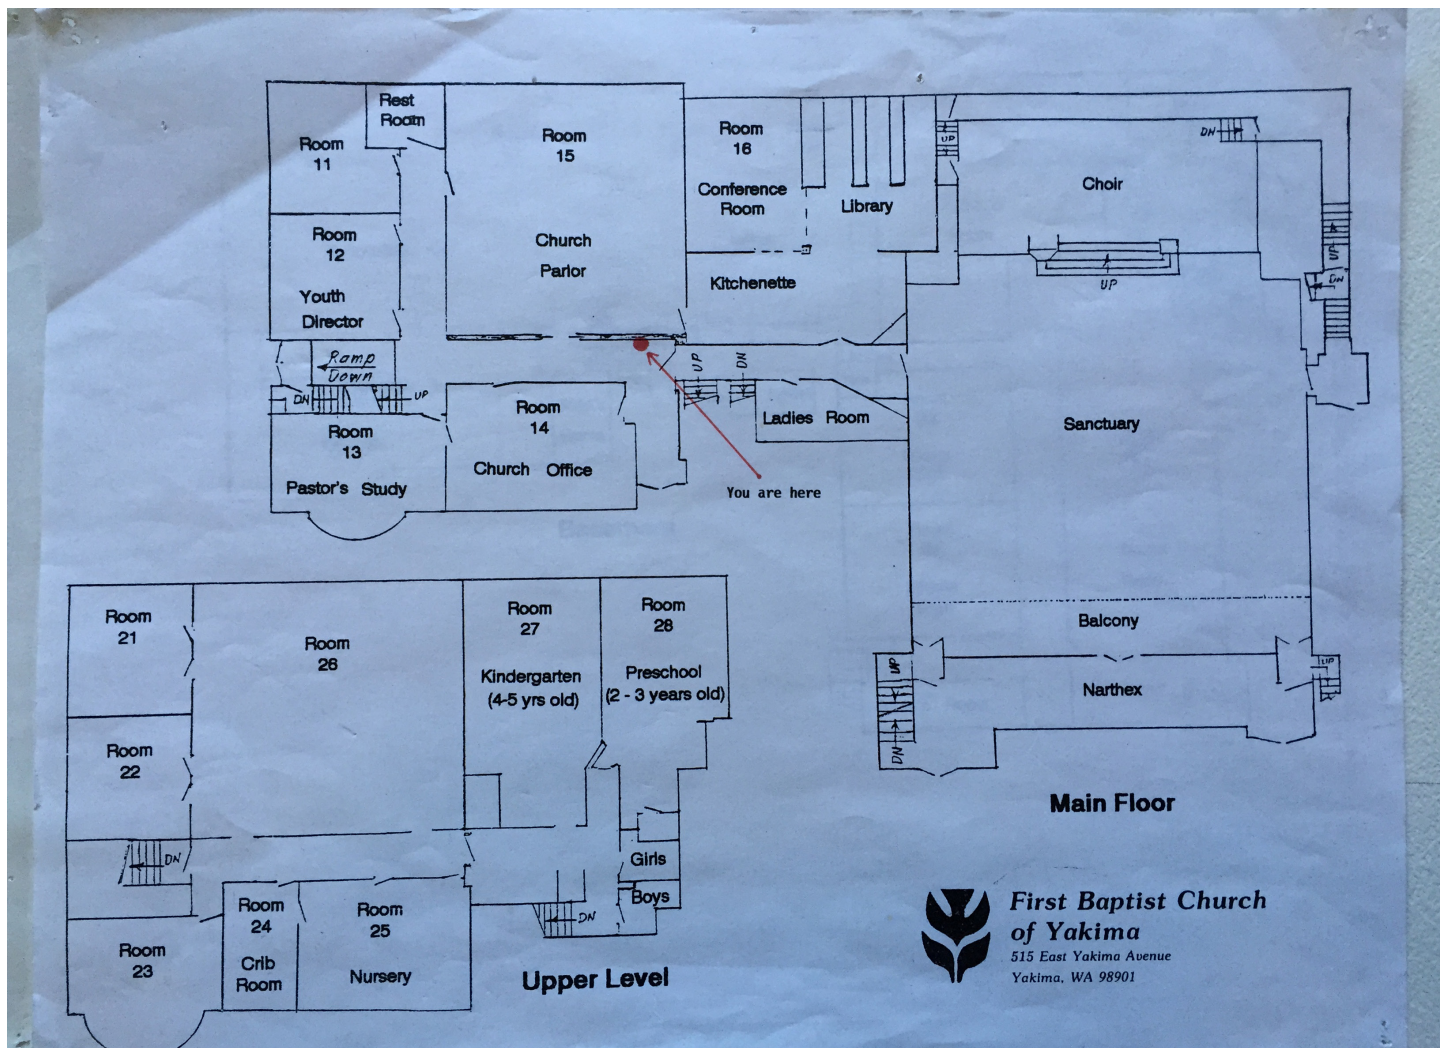 Rest
Room
Room
11
Room
15
Church
Parlor
Room
16
Conference
Room
Library
UP
DN
Choir
Room
12
Youth
Director
Kitchenette
UP
UP
DN
Ramp
Down
DN
UP
UP
DN
Room
13
Pastor's Study
Room
14
Church Office
Ladies Room
Sanctuary
You are here
Room
21
Room
26
Room
27
Kindergarten
(4-5 yrs old)
Room
28
Preschool
(2 - 3 years old)
Balcony
UP
UP
Narthex
DN
Room
22
Main Floor
DN
Girls
Boys
Room
24
Crib
Room
Room
25
Nursery
DN
Room
23
Upper Level
First Baptist Church
of Yakima
515 East Yakima Avenue
Yakima, WA 98901